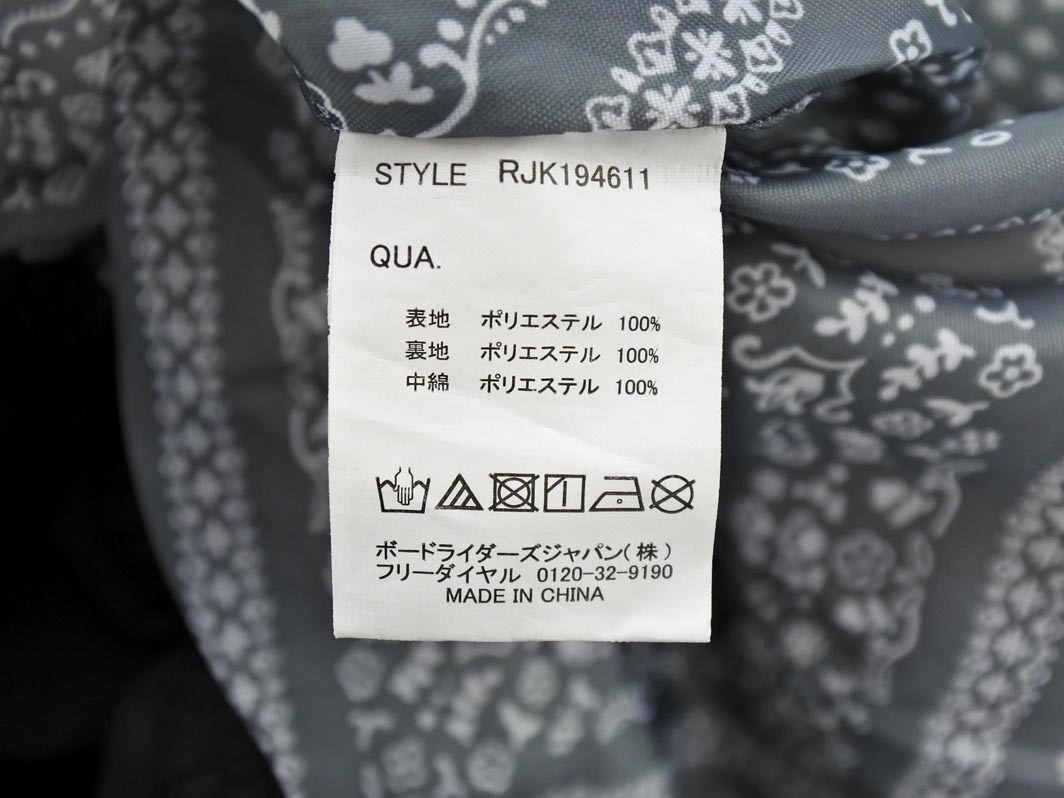 STYLE RJK194611
QUA.
表地 ポリエステル 100%
裏地 ポリエステル 100%
中綿 ポリエステル 100%
ボードライダーズジャパン(株)
フリーダイヤル 0120-32-9190
MADE IN CHINA